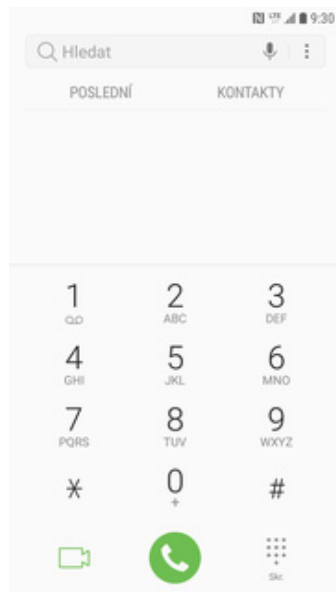 LTE 9:30
Hledat
POSLEDNÍ KONTAKTY
1 2 3
ABC DEF
4 5 6
GHI JKL MNO
7 8 9
PQRS TUV WXYZ
* 0 #
+
Skr.